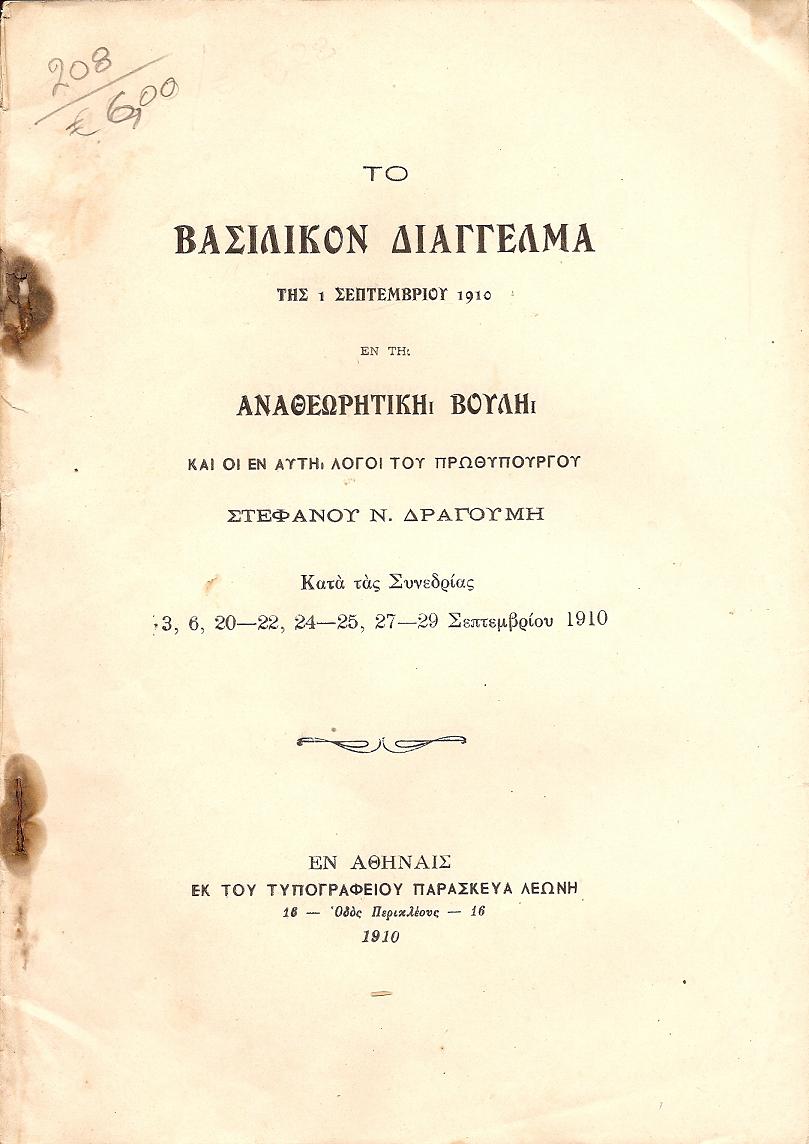 208
€ 6,00
ΤΟ
ΒΑΣΙΛΙΚΟΝ ΔΙΑΓΓΕΛΜΑ
ΤΗΣ 1 ΣΕΠΤΕΜΒΡΙΟΥ 1910
ΕΝ ΤΗι
ΑΝΑΘΕΩΡΗΤΙΚΗι ΒΟΥΛΗι
ΚΑΙ ΟΙ ΕΝ ΑΥΤΗι ΛΟΓΟΙ ΤΟΥ ΠΡΩΘΥΠΟΥΡΓΟΥ
ΣΤΕΦΑΝΟΥ Ν. ΔΡΑΓΟΥΜΗ
Κατὰ τὰς Συνεδρίας
3, 6, 20—22, 24—25, 27—29 Σεπτεμβρίου 1910
ΕΝ ΑΘΗΝΑΙΣ
ΕΚ ΤΟΥ ΤΥΠΟΓΡΑΦΕΙΟΥ ΠΑΡΑΣΚΕΥΑ ΛΕΩΝΗ
16 — Ὁδὸς Περικλέους — 16
1910